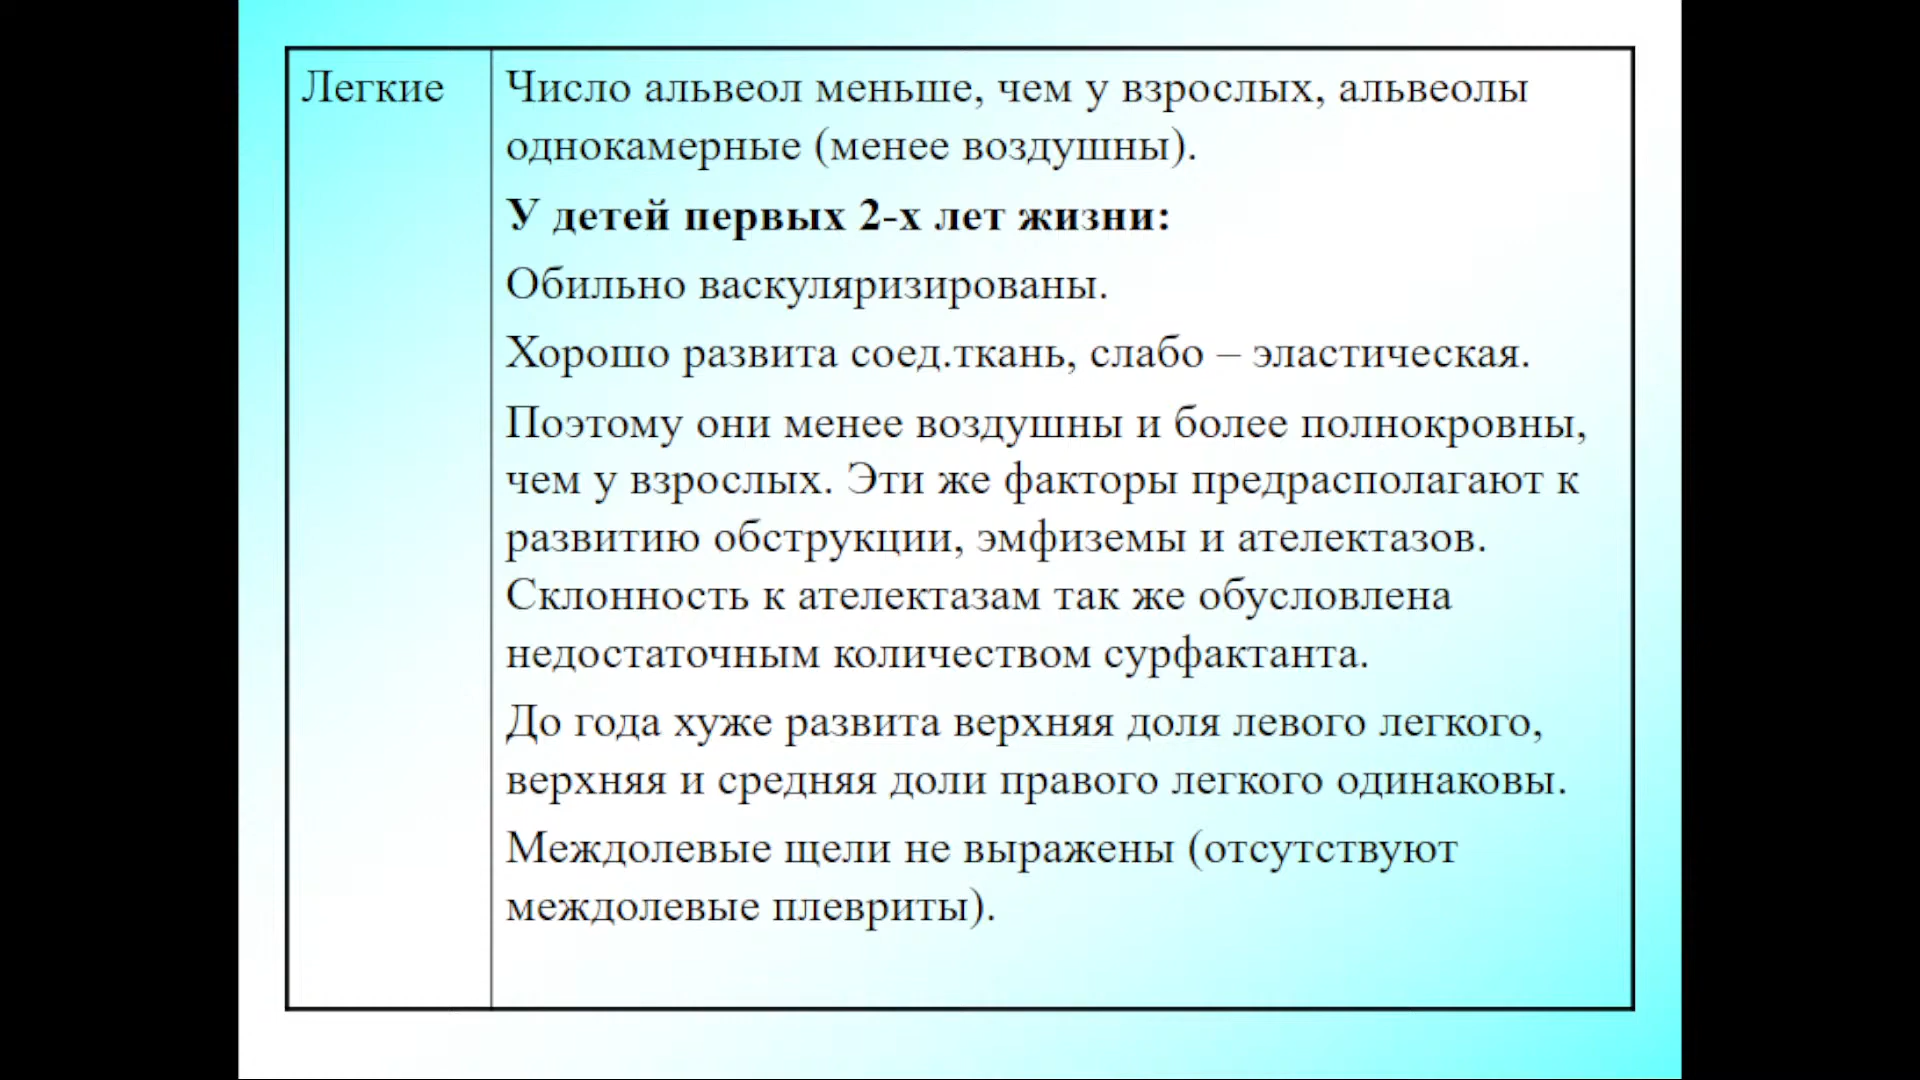 Легкие
Число альвеол меньше, чем у взрослых, альвеолы
однокамерные (менее воздушны).
У детей первых 2-х лет жизни:
Обильно васкуляризированы.
Хорошо развита соед.ткань, слабо – эластическая.
Поэтому они менее воздушны и более полнокровны,
чем у взрослых. Эти же факторы предрасполагают к
развитию обструкции, эмфиземы и ателектазов.
Склонность к ателектазам так же обусловлена
недостаточным количеством сурфактанта.
До года хуже развита верхняя доля левого легкого,
верхняя и средняя доли правого легкого одинаковы.
Междолевые щели не выражены (отсутствуют
междолевые плевриты).